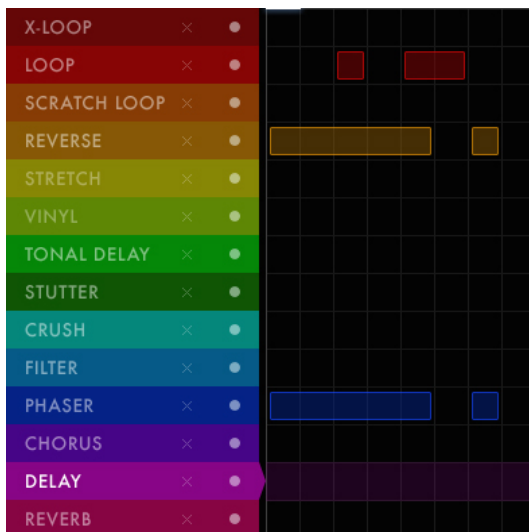 X-LOOP
LOOP
SCRATCH LOOP
REVERSE
STRETCH
VINYL
TONAL DELAY
STUTTER
CRUSH
FILTER
PHASER
CHORUS
DELAY
REVERB